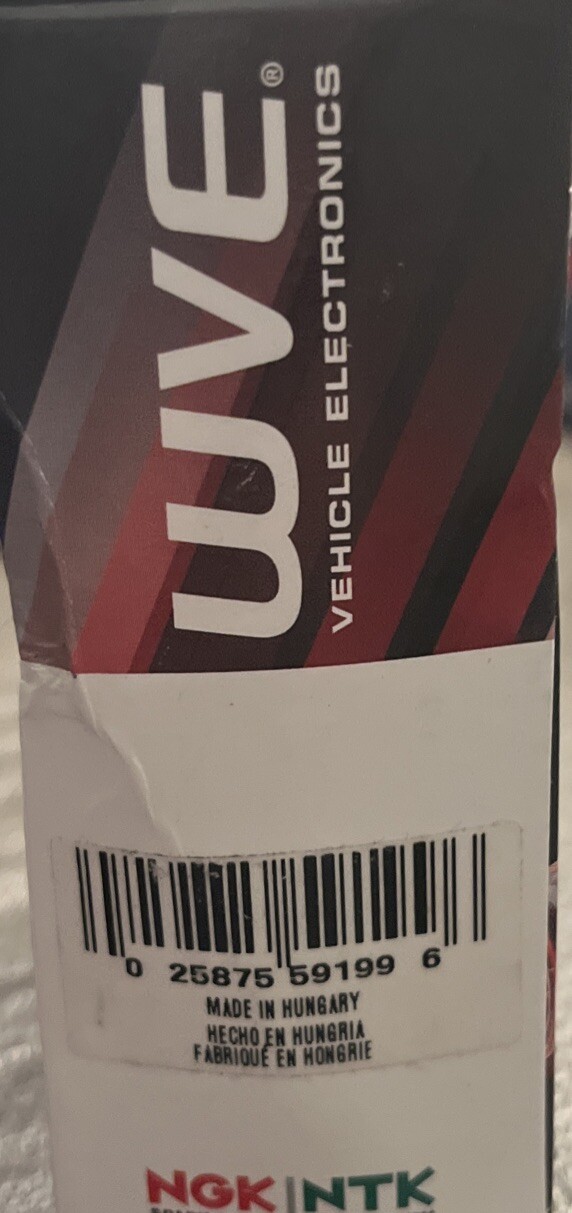 WVE®
VEHICLE ELECTRONICS
0 25875 59199 6
MADE IN HUNGARY
HECHO EN HUNGRIA
FABRIQUÉ EN HONGRIE
NGK|NTK